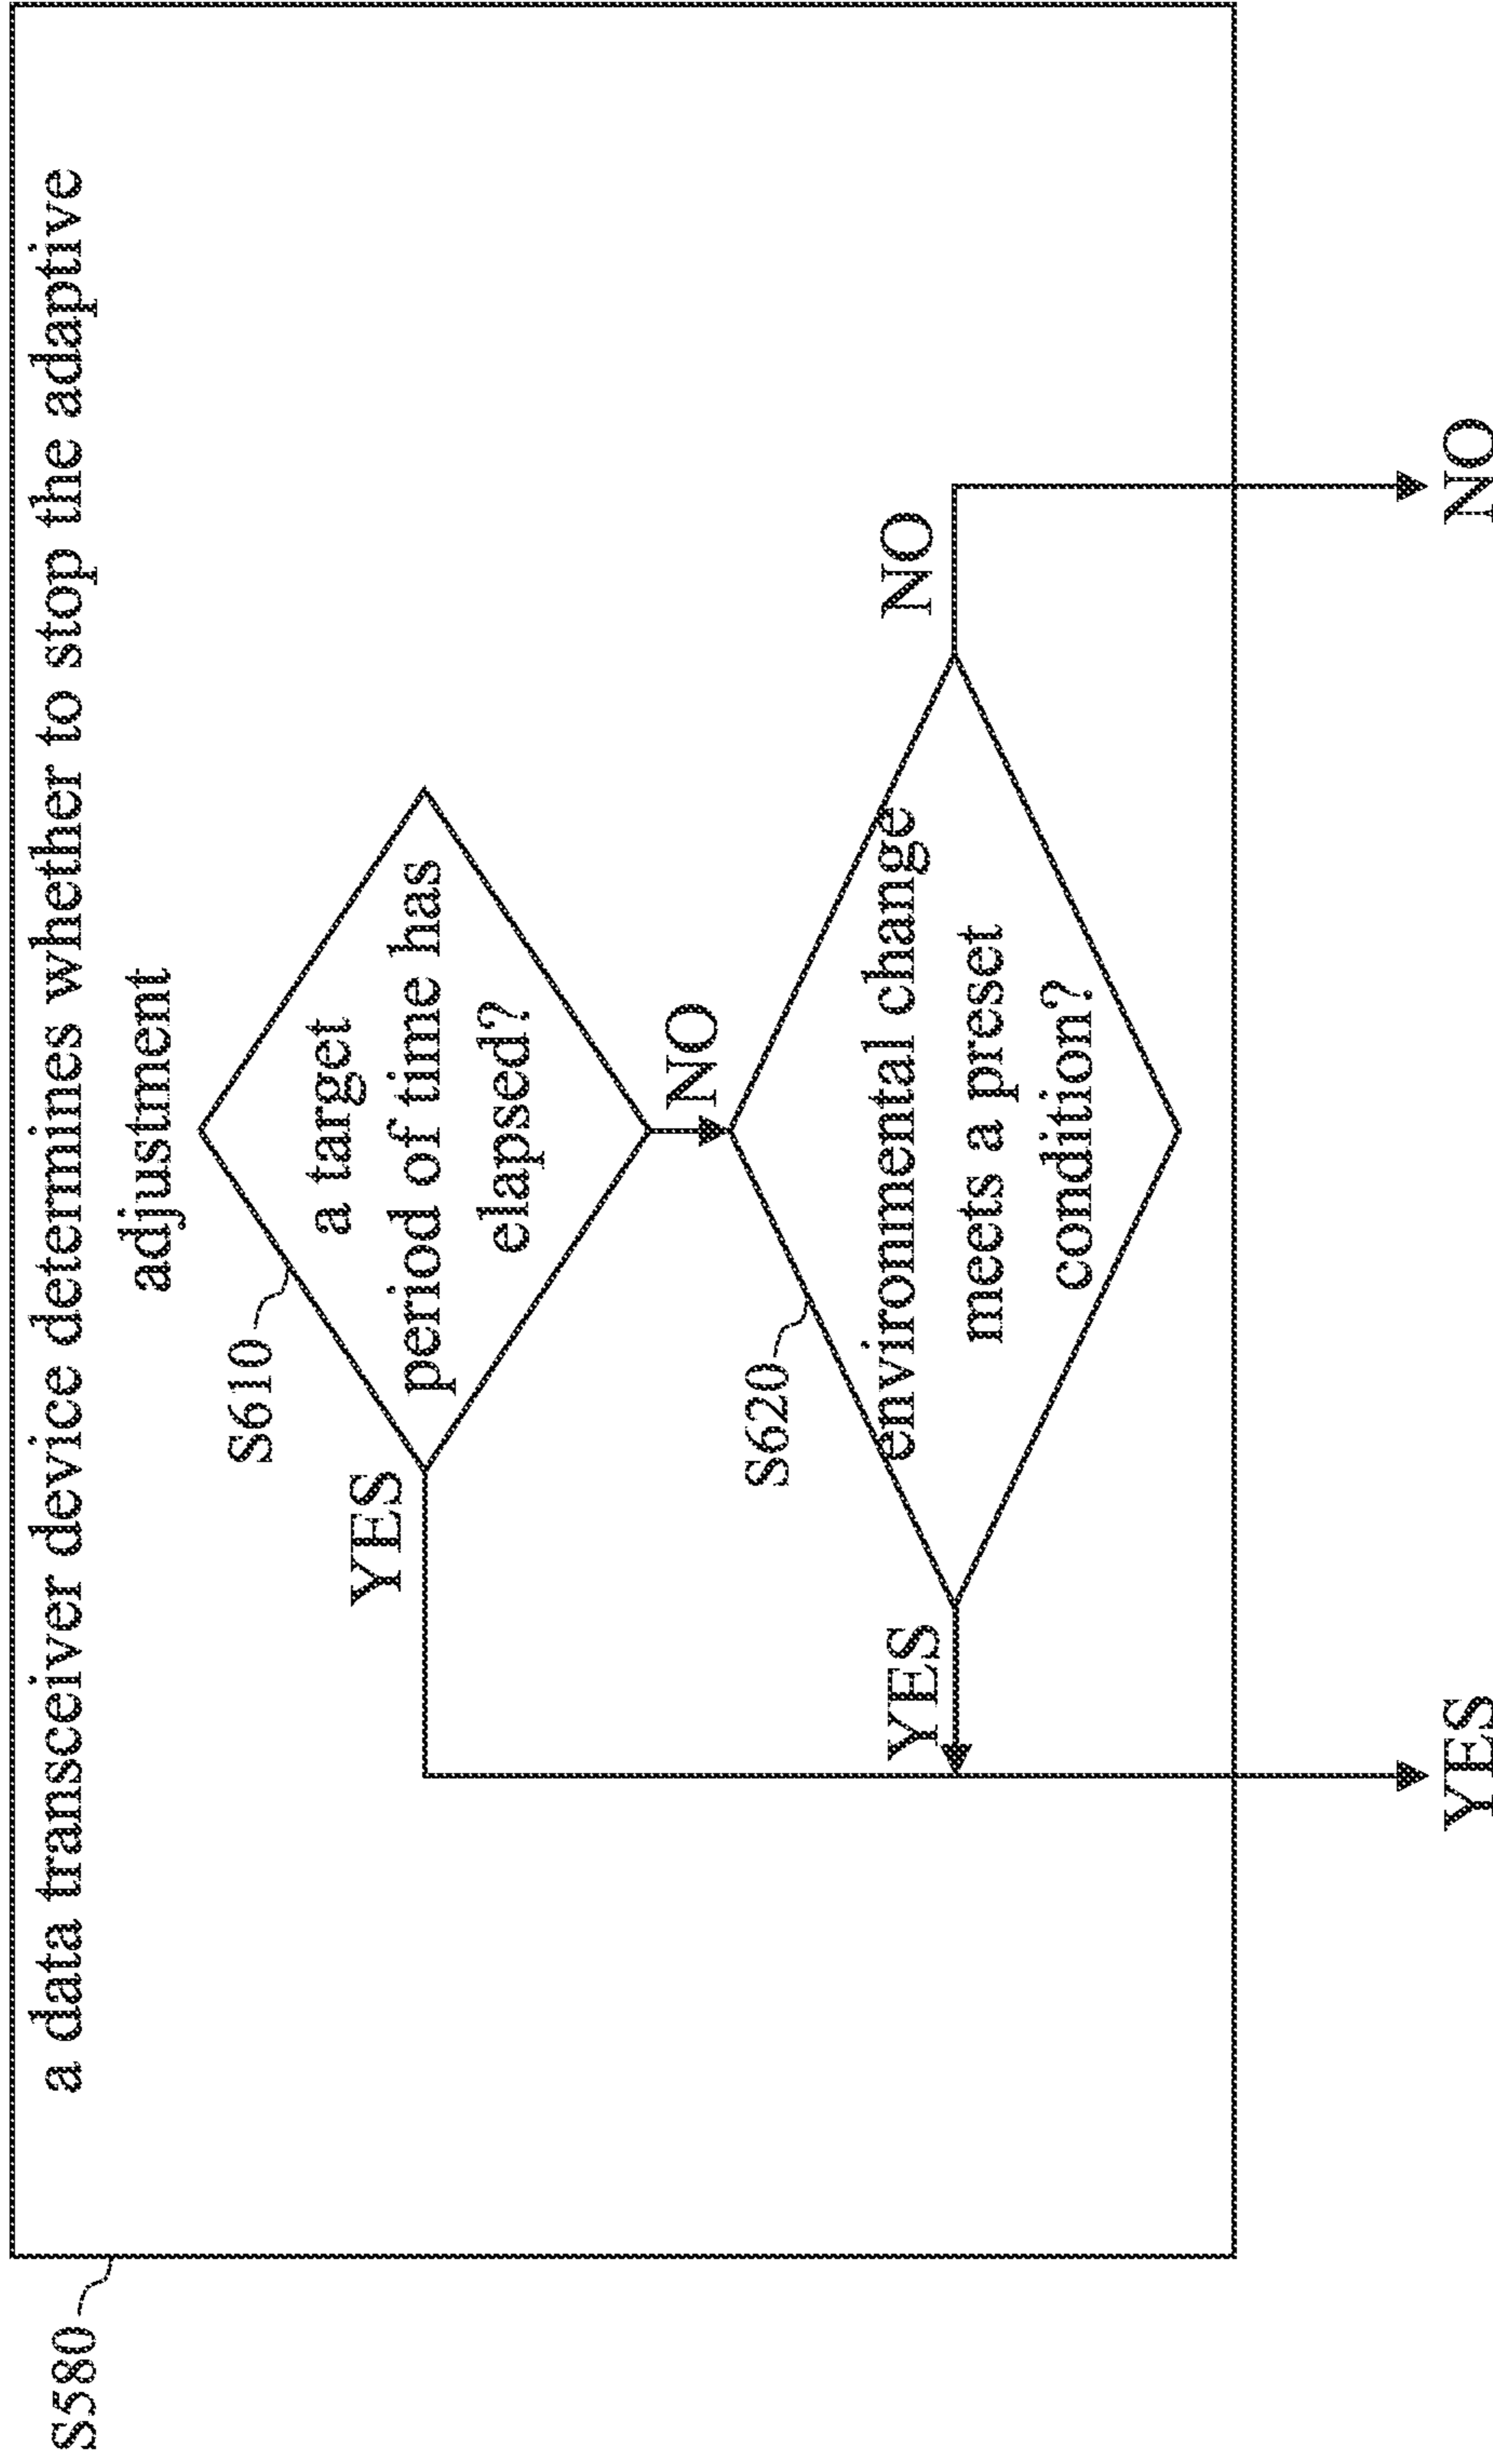 S580
a data transceiver device determines whether to stop the adaptive
adjustment
S610
a target
period of time has
elapsed?
YES
NO
S620
environmental change
meets a preset
condition?
YES
NO
YES
NO